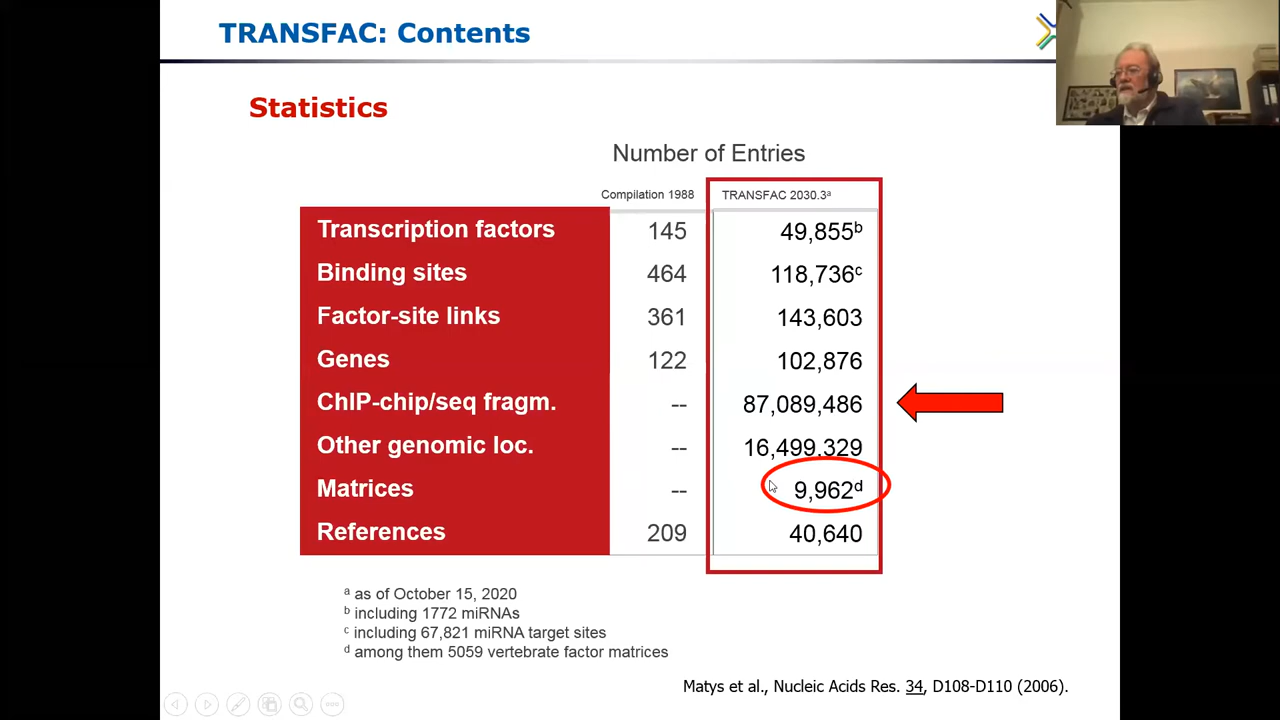 TRANSFAC: Contents
Statistics
Number of Entries
Compilation 1988 TRANSFAC 2030.3ᵃ
Transcription factors 145 49,855ᵇ
Binding sites 464 118,736ᶜ
Factor-site links 361 143,603
Genes 122 102,876
ChIP-chip/seq fragm. -- 87,089,486
Other genomic loc. -- 16,499,329
Matrices -- 9,962ᵈ
References 209 40,640
ᵃ as of October 15, 2020
ᵇ including 1772 miRNAs
ᶜ including 67,821 miRNA target sites
ᵈ among them 5059 vertebrate factor matrices
Matys et al., Nucleic Acids Res. 34, D108-D110 (2006).